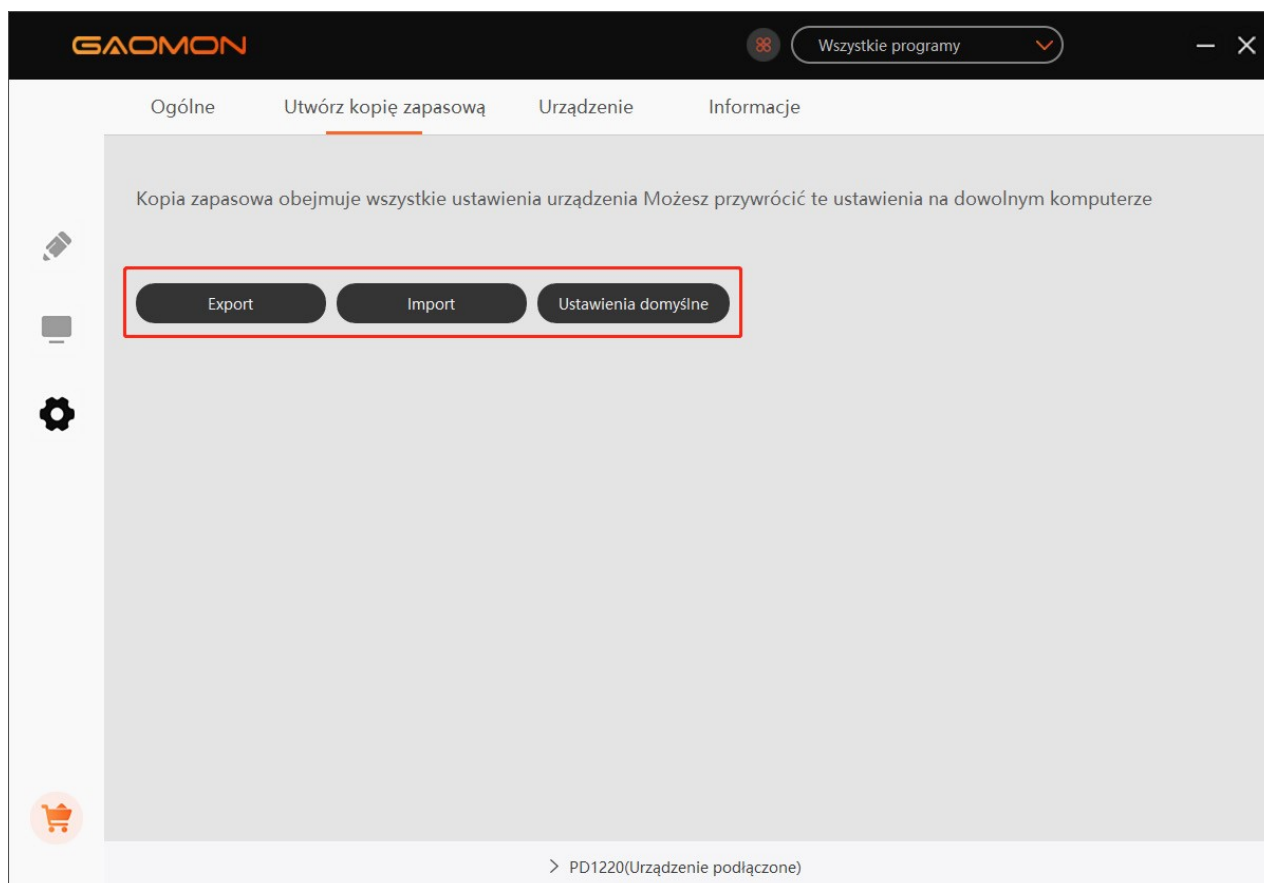 GAOMON
Wszystkie programy
Ogólne Utwórz kopię zapasową Urządzenie Informacje
Kopia zapasowa obejmuje wszystkie ustawienia urządzenia Możesz przywrócić te ustawienia na dowolnym komputerze
Export Import Ustawienia domyślne
PD1220(Urządzenie podłączone)